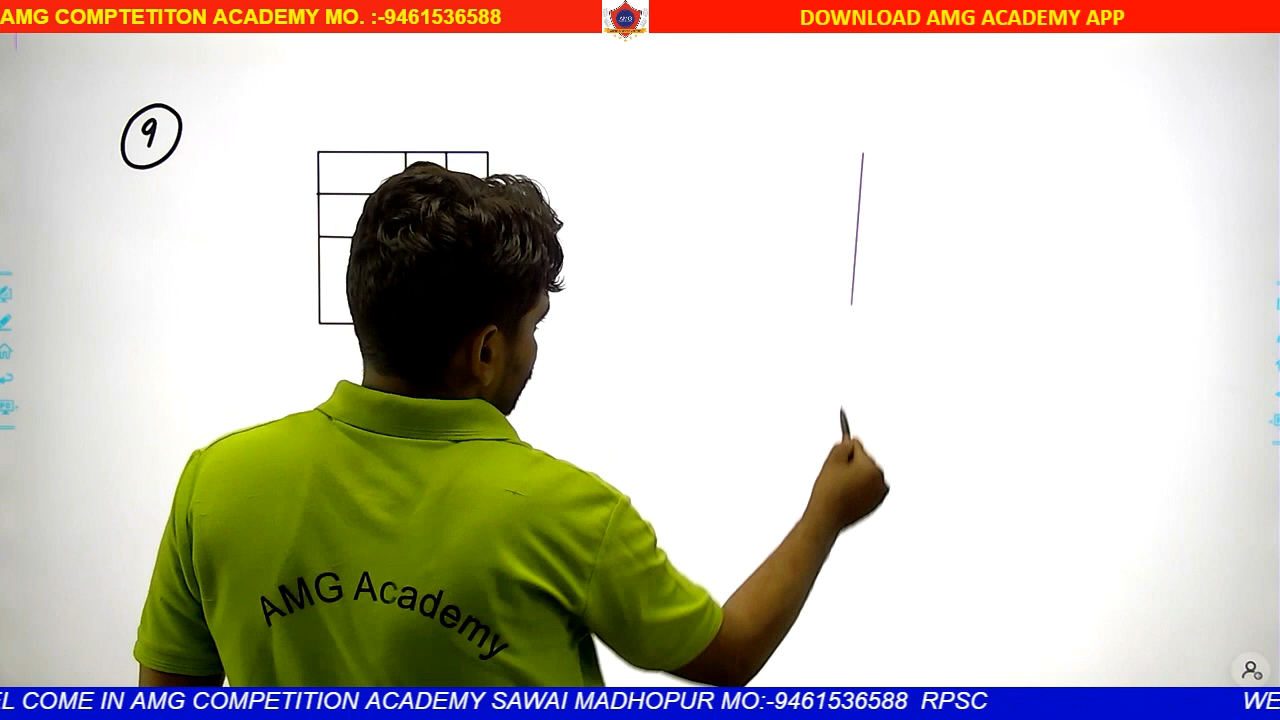 AMG COMPTETITON ACADEMY MO. :-9461536588
DOWNLOAD AMG ACADEMY APP
9
AMG Academy
EL COME IN AMG COMPETITION ACADEMY SAWAI MADHOPUR MO:-9461536588 RPSC
WE